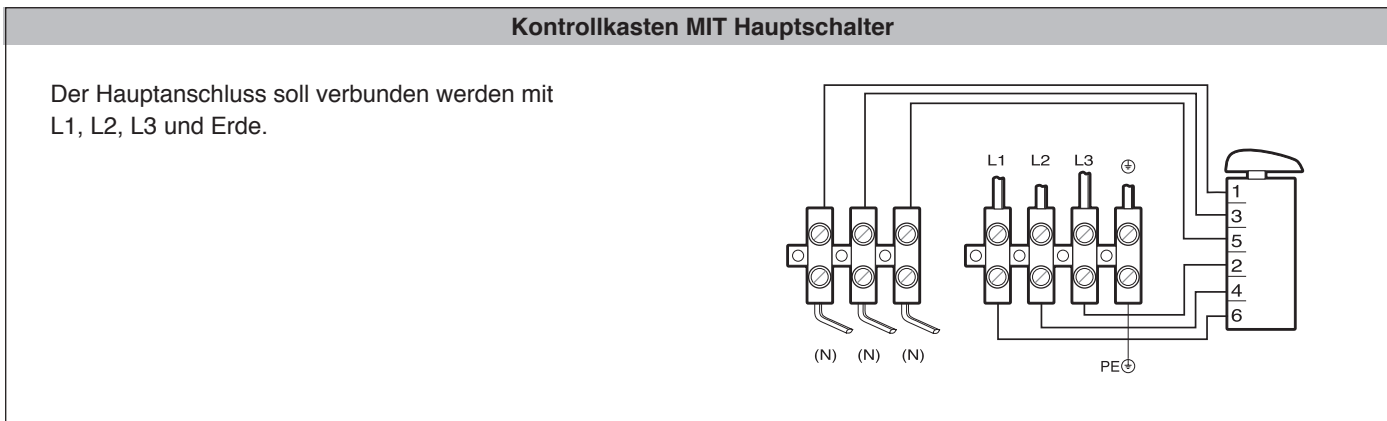 Kontrollkasten MIT Hauptschalter
Der Hauptanschluss soll verbunden werden mit
L1, L2, L3 und Erde.
L1 L2 L3
1
3
5
2
4
6
(N) (N) (N)
PE